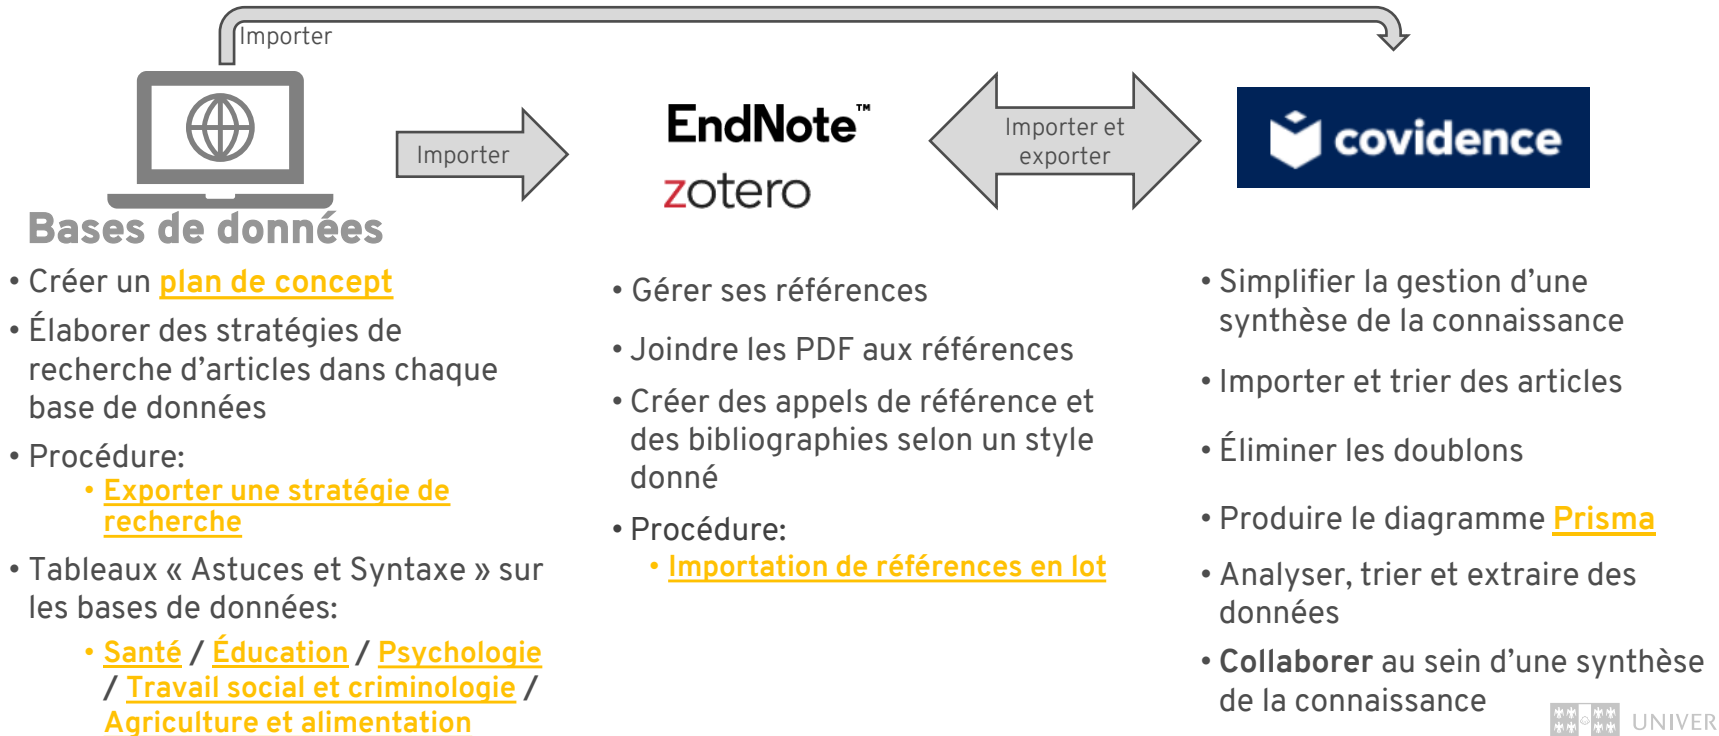 Importer
Importer
EndNote™
zotero
Importer et
exporter
covidence
Bases de données
• Créer un plan de concept
• Élaborer des stratégies de
recherche d’articles dans chaque
base de données
• Procédure:
• Exporter une stratégie de
recherche
• Tableaux « Astuces et Syntaxe » sur
les bases de données:
• Santé / Éducation / Psychologie
/ Travail social et criminologie /
Agriculture et alimentation
• Gérer ses références
• Joindre les PDF aux références
• Créer des appels de référence et
des bibliographies selon un style
donné
• Procédure:
• Importation de références en lot
• Simplifier la gestion d’une
synthèse de la connaissance
• Importer et trier des articles
• Éliminer les doublons
• Produire le diagramme Prisma
• Analyser, trier et extraire des
données
• Collaborer au sein d’une synthèse
de la connaissance
UNIVER